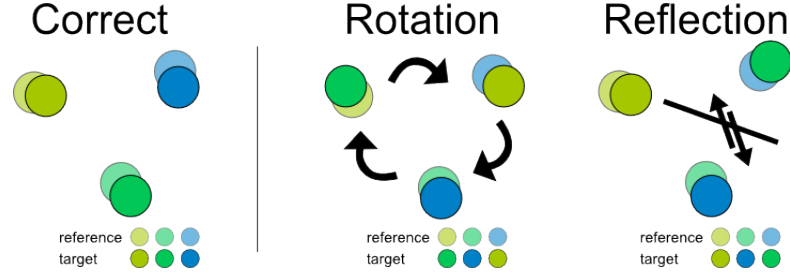 Correct
Rotation
Reflection
reference
target
reference
target
reference
target